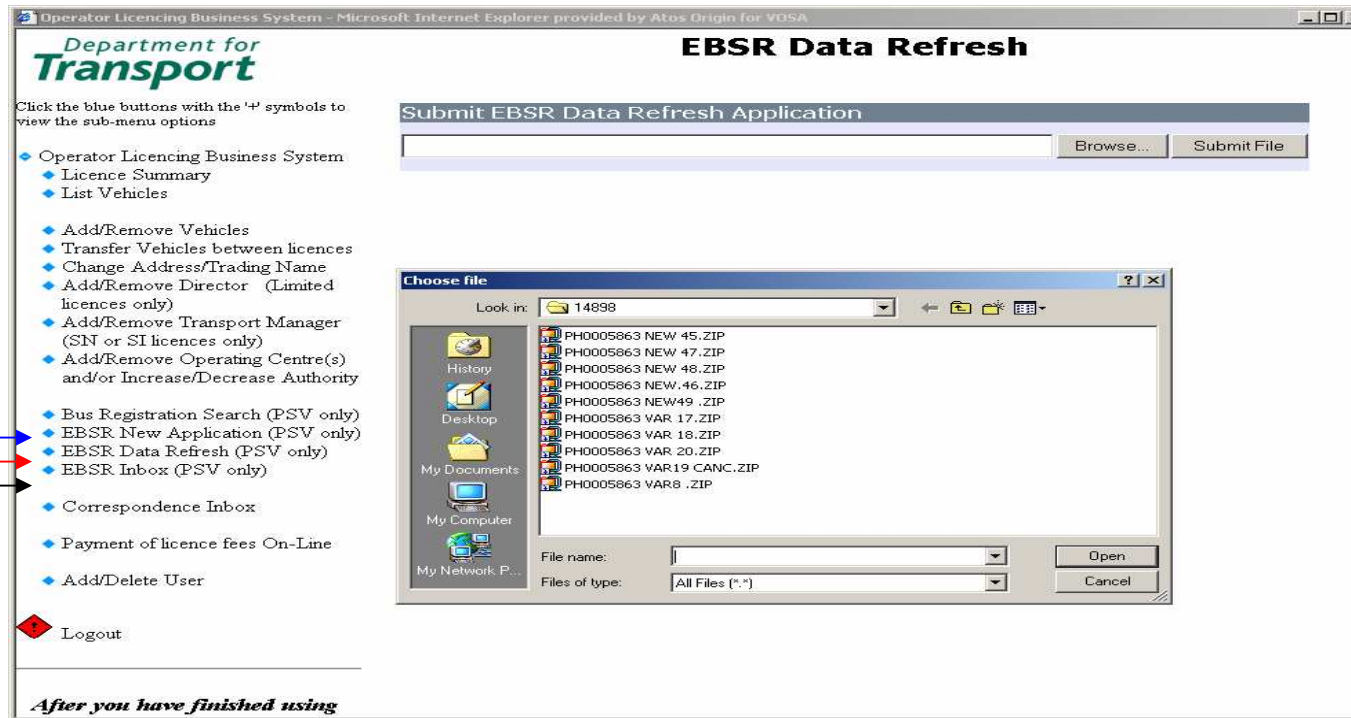 Operator Licencing Business System - Microsoft Internet Explorer provided by Atos Origin for VOSA
Department for
Transport
Click the blue buttons with the '+' symbols to
view the sub-menu options
Operator Licencing Business System
Licence Summary
List Vehicles
Add/Remove Vehicles
Transfer Vehicles between licences
Change Address/Trading Name
Add/Remove Director (Limited
licences only)
Add/Remove Transport Manager
(SN or SI licences only)
Add/Remove Operating Centre(s)
and/or Increase/Decrease Authority
Bus Registration Search (PSV only)
EBSR New Application (PSV only)
EBSR Data Refresh (PSV only)
EBSR Inbox (PSV only)
Correspondence Inbox
Payment of licence fees On-Line
Add/Delete User
Logout
After you have finished using
EBSR Data Refresh
Submit EBSR Data Refresh Application
Browse... Submit File
Choose file
Look in: 14898
History
Desktop
My Documents
My Computer
My Network P...
PH0005863 NEW 45.ZIP
PH0005863 NEW 47.ZIP
PH0005863 NEW 48.ZIP
PH0005863 NEW.46.ZIP
PH0005863 NEW49 .ZIP
PH0005863 VAR 17.ZIP
PH0005863 VAR 18.ZIP
PH0005863 VAR 20.ZIP
PH0005863 VAR19 CANC.ZIP
PH0005863 VAR8 .ZIP
File name: Open
Files of type: All Files (*.*) Cancel